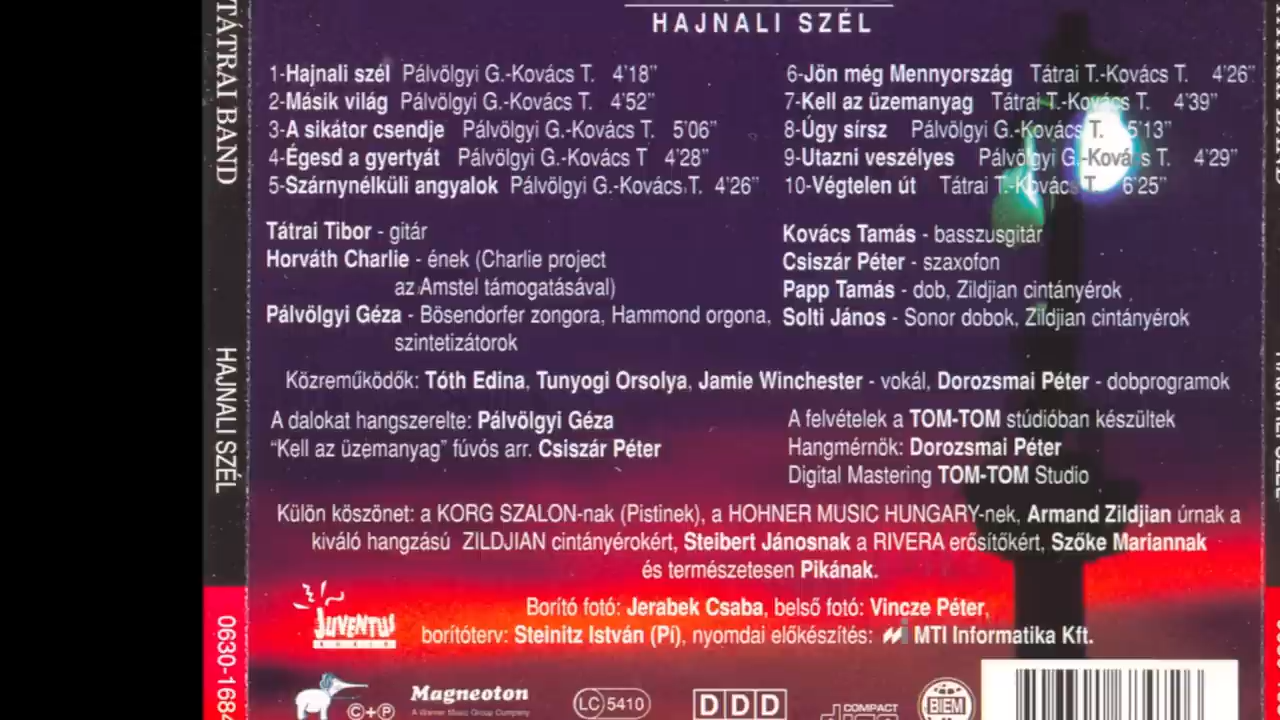 TÁTRAI BAND
HAJNALI SZÉL
0630-1684
HAJNALI SZÉL
1-Hajnali szél Pálvölgyi G.-Kovács T. 4'18"
2-Másik világ Pálvölgyi G.-Kovács T. 4'52"
3-A sikátor csendje Pálvölgyi G.-Kovács T. 5'06"
4-Égesd a gyertyát Pálvölgyi G.-Kovács T 4'28"
5-Szárnynélküli angyalok Pálvölgyi G.-Kovács T. 4'26"
6-Jön még Mennyország Tátrai T.-Kovács T. 4'26"
7-Kell az üzemanyag Tátrai T.-Kovács T. 4'39"
8-Úgy sírsz Pálvölgyi G.-Kovács T. 5'13"
9-Utazni veszélyes Pálvölgyi G.-Kovács T. 4'29"
10-Végtelen út Tátrai T.-Kovács T. 6'25"
Tátrai Tibor - gitár
Horváth Charlie - ének (Charlie project
az Amstel támogatásával)
Pálvölgyi Géza - Bösendorfer zongora, Hammond orgona,
szintetizátorok
Kovács Tamás - basszusgitár
Csiszár Péter - szaxofon
Papp Tamás - dob, Zildjian cintányérok
Solti János - Sonor dobok, Zildjian cintányérok
Közreműködők: Tóth Edina, Tunyogi Orsolya, Jamie Winchester - vokál, Dorozsmai Péter - dobprogramok
A dalokat hangszerelte: Pálvölgyi Géza
"Kell az üzemanyag" fúvós arr. Csiszár Péter
A felvételek a TOM-TOM stúdióban készültek
Hangmérnök: Dorozsmai Péter
Digital Mastering TOM-TOM Studio
Külön köszönet: a KORG SZALON-nak (Pistinek), a HOHNER MUSIC HUNGARY-nek, Armand Zildjian úrnak a
kiváló hangzású ZILDJIAN cintányérokért, Steibert Jánosnak a RIVERA erősítőkért, Szőke Mariannak
és természetesen Pikának.
Borító fotó: Jerabek Csaba, belső fotó: Vincze Péter,
borítóterv: Steinitz István (Pi), nyomdai előkészítés: MTI Informatika Kft.
JUVENTUS
RÁDIÓ
©+℗
Magneoton
A Warner Music Group Company
LC 5410
DDD
COMPACT
BIEM